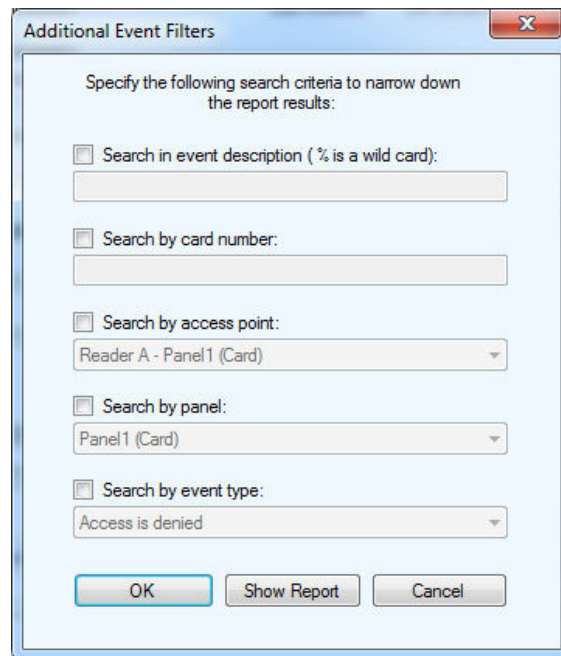 Additional Event Filters
Specify the following search criteria to narrow down
the report results:
Search in event description ( % is a wild card):
Search by card number:
Search by access point:
Reader A - Panel1 (Card)
Search by panel:
Panel1 (Card)
Search by event type:
Access is denied
OK Show Report Cancel